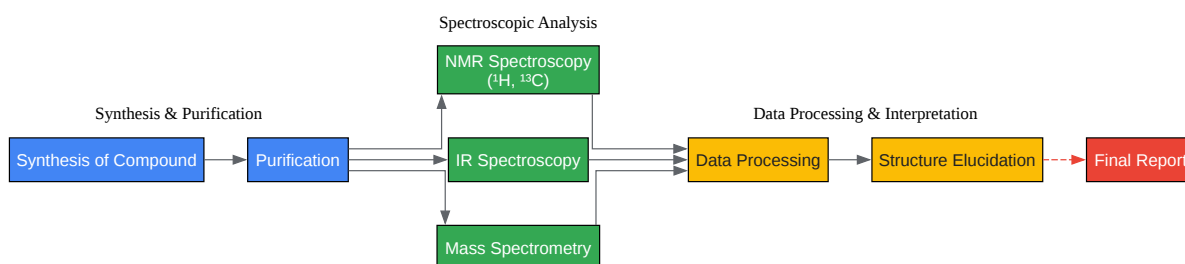 Spectroscopic Analysis
NMR Spectroscopy
(¹H, ¹³C)
Synthesis & Purification
Data Processing & Interpretation
Synthesis of Compound
Purification
IR Spectroscopy
Data Processing
Structure Elucidation
Final Report
Mass Spectrometry